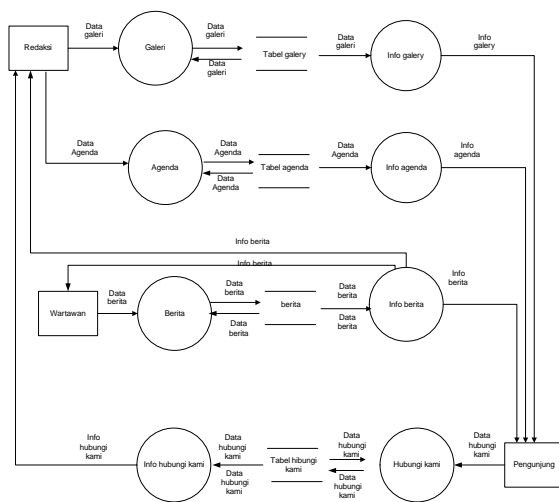 Data
galeri
Data
galeri
Data
galeri
Info
galery
Redaksi
Galeri
Tabel galery
Info galery
Data
galeri
Data
Agenda
Data
Agenda
Data
Agenda
Info
agenda
Agenda
Tabel agenda
Info agenda
Data
Agenda
Info berita
Info berita
Data
berita
Data
berita
Data
berita
Info
berita
Wartawan
Berita
berita
Info berita
Data
berita
Data
berita
Info
hubungi
kami
Data
hubungi
kami
Data
hubungi
kami
Data
hubungi
kami
Info hubungi kami
Tabel hibungi
kami
Hubungi kami
Pengunjung
Data
hubungi
kami
Data
hubungi
kami